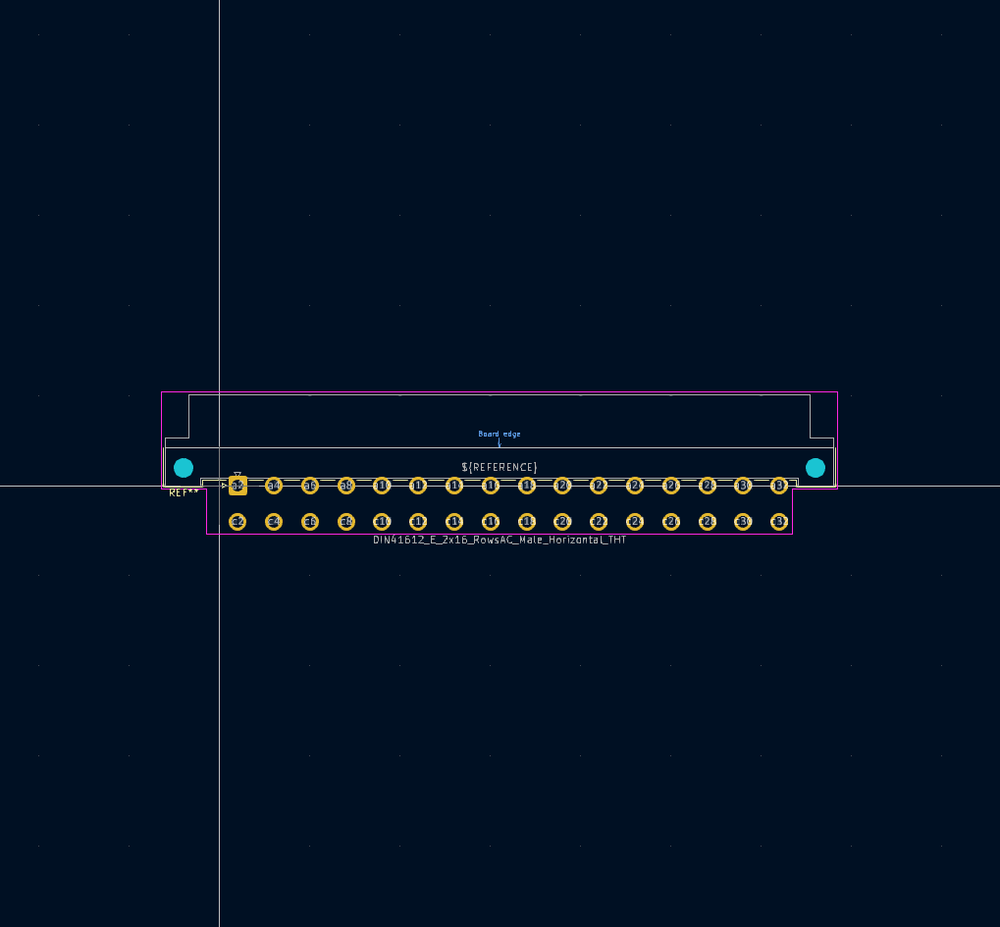 Board edge
${REFERENCE}
REF**
a2 a4 a6 a8 a10 a12 a14 a16 a18 a20 a22 a24 a26 a28 a30 a32
c2 c4 c6 c8 c10 c12 c14 c16 c18 c20 c22 c24 c26 c28 c30 c32
DIN41612_E_2x16_RowsAC_Male_Horizontal_THT